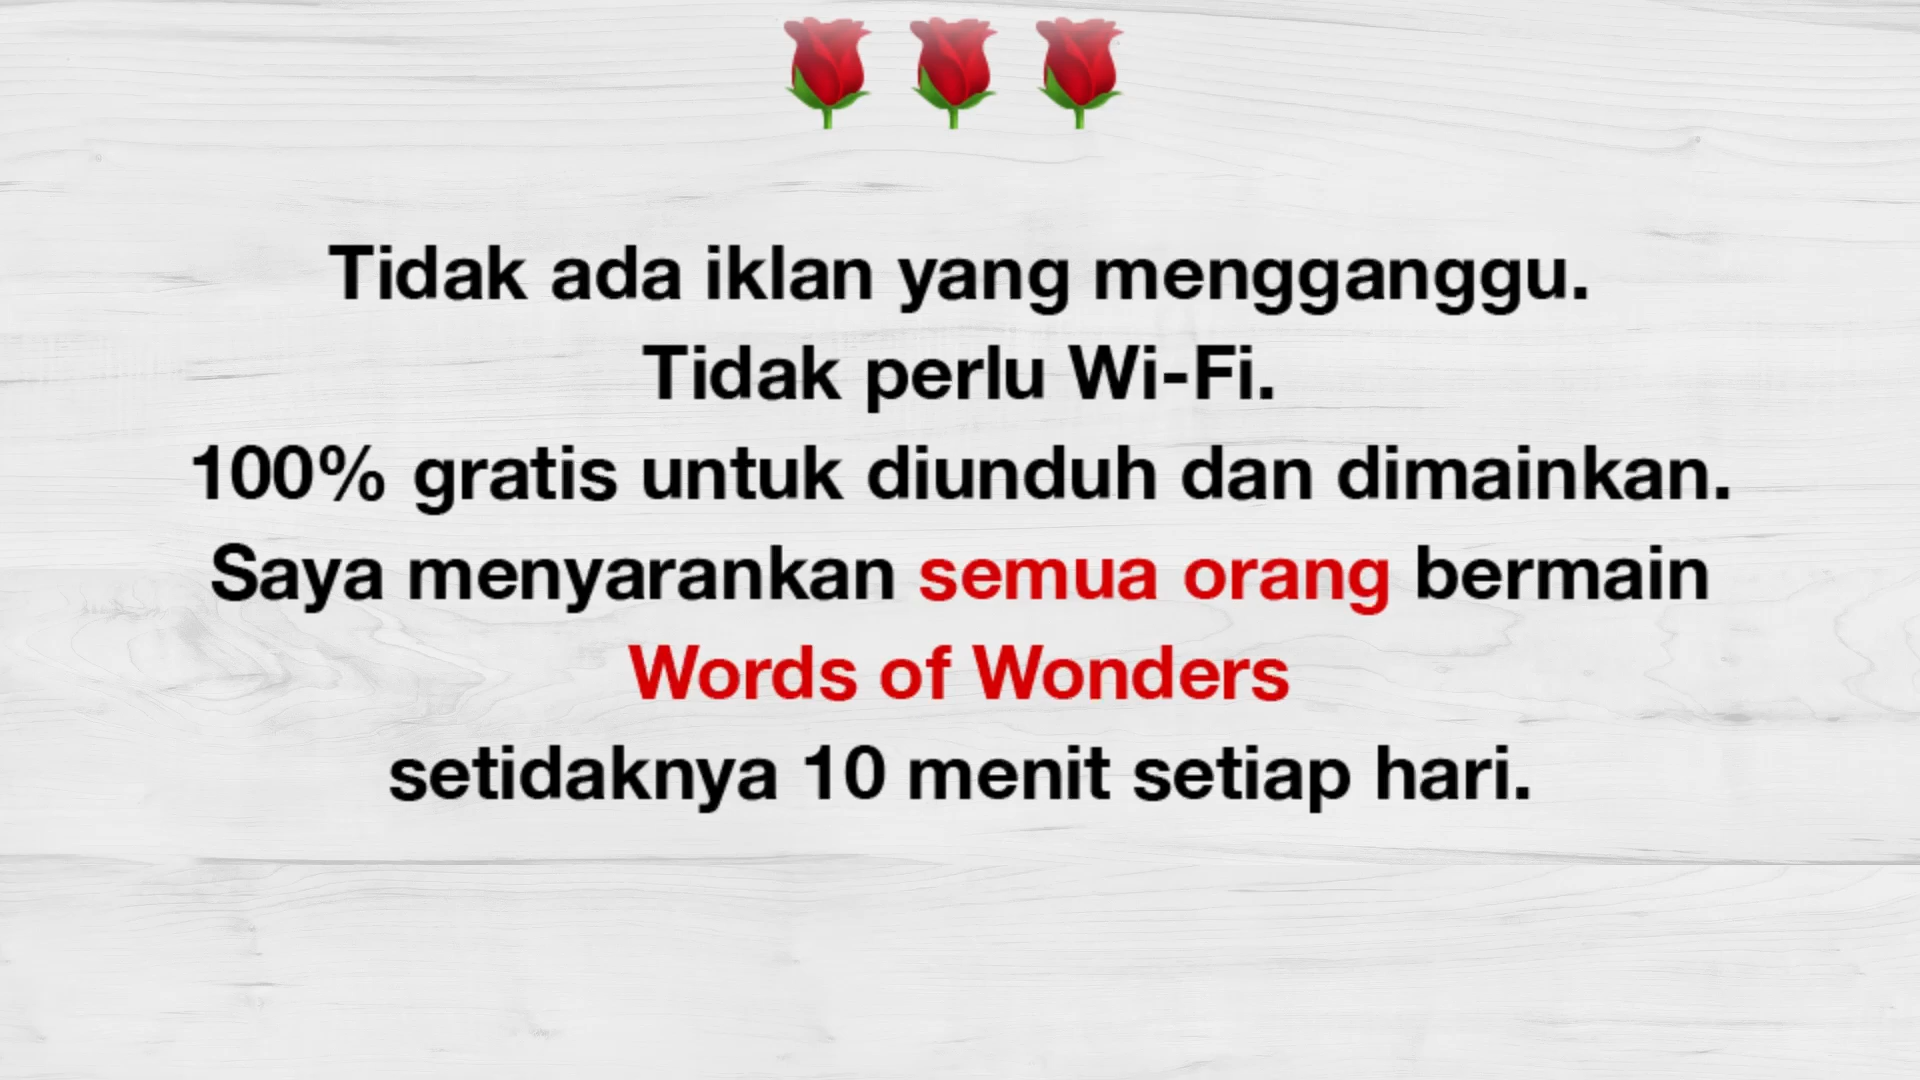 Tidak ada iklan yang mengganggu.
Tidak perlu Wi-Fi.
100% gratis untuk diunduh dan dimainkan.
Saya menyarankan semua orang bermain
Words of Wonders
setidaknya 10 menit setiap hari.